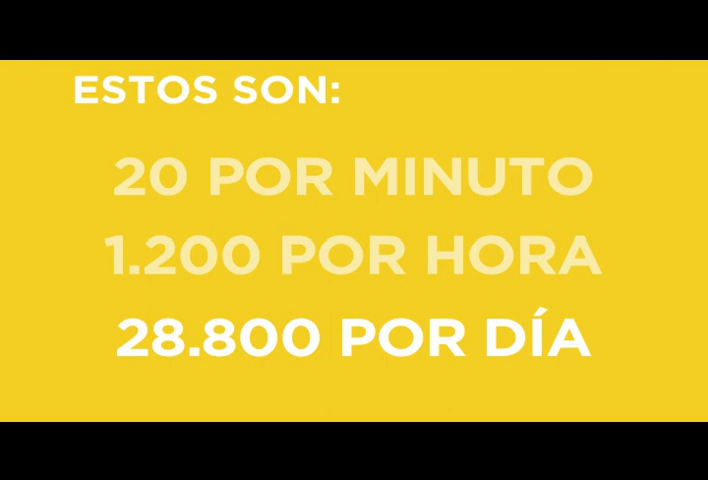 ESTOS SON:
20 POR MINUTO
1.200 POR HORA
28.800 POR DÍA